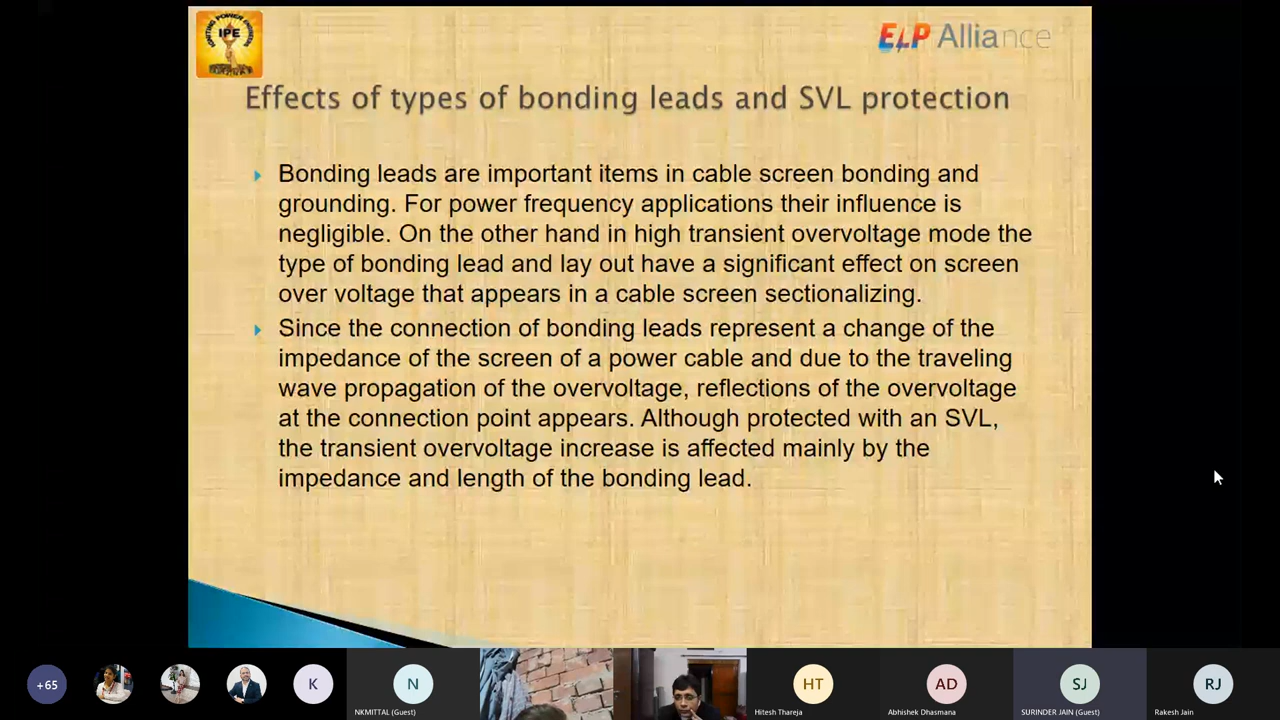 IPE
ELP Alliance
Effects of types of bonding leads and SVL protection
Bonding leads are important items in cable screen bonding and
grounding. For power frequency applications their influence is
negligible. On the other hand in high transient overvoltage mode the
type of bonding lead and lay out have a significant effect on screen
over voltage that appears in a cable screen sectionalizing.
Since the connection of bonding leads represent a change of the
impedance of the screen of a power cable and due to the traveling
wave propagation of the overvoltage, reflections of the overvoltage
at the connection point appears. Although protected with an SVL,
the transient overvoltage increase is affected mainly by the
impedance and length of the bonding lead.
+65
K
N
HT
AD
SJ
RJ
NKMITTAL (Guest)
Hitesh Thareja
Abhishek Dhasmana
SURINDER JAIN (Guest)
Rakesh Jain